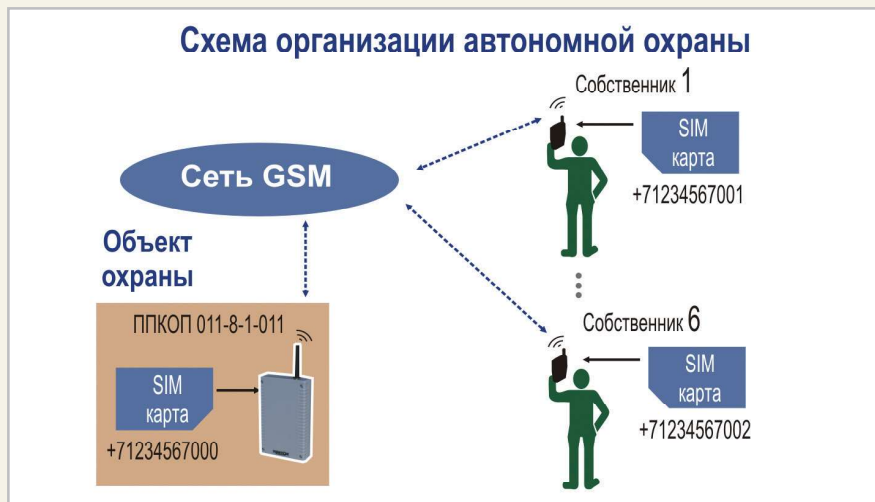 Схема организации автономной охраны
Собственник 1
SIM
карта
+71234567001
Сеть GSM
Объект
охраны
ППКОП 011-8-1-011
SIM
карта
+71234567000
Собственник 6
SIM
карта
+71234567002